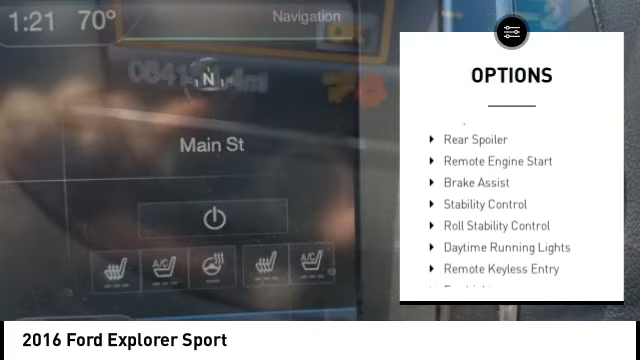 1:21 70°
Navigation
N
Main St
A/C
A/C
OPTIONS
Rear Spoiler
Remote Engine Start
Brake Assist
Stability Control
Roll Stability Control
Daytime Running Lights
Remote Keyless Entry
2016 Ford Explorer Sport